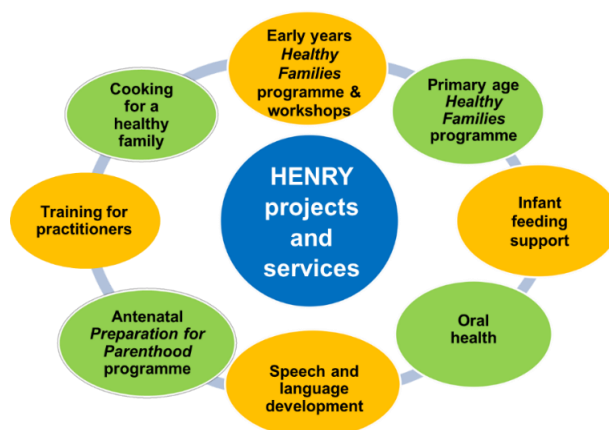 Early years
Healthy
Families
programme &
workshops
Primary age
Healthy
Families
programme
Infant
feeding
support
Oral
health
Speech and
language
development
Antenatal
Preparation for
Parenthood
programme
Training for
practitioners
Cooking
for a
healthy
family
HENRY
projects
and
services